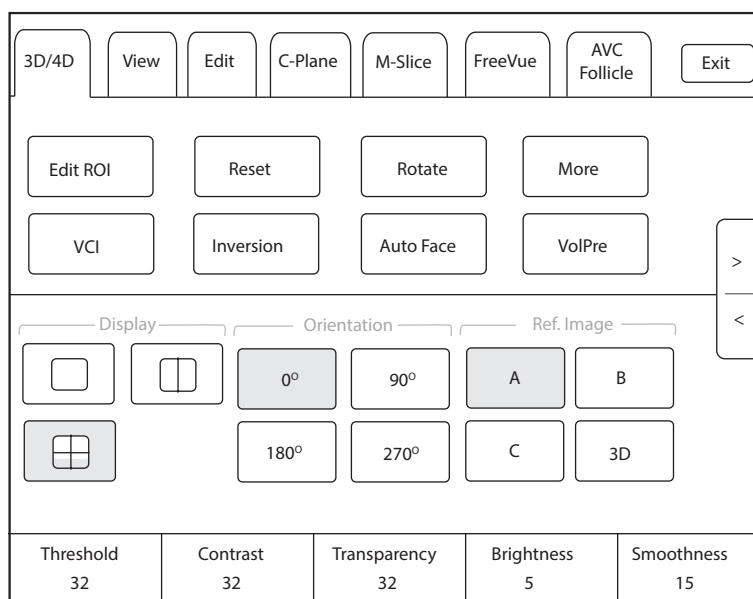 3D/4D View Edit C-Plane M-Slice FreeVue AVC Follicle Exit
Edit ROI Reset Rotate More
VCI Inversion Auto Face VolPre
>
<
Display Orientation Ref. Image
0° 90° A B
180° 270° C 3D
Threshold Contrast Transparency Brightness Smoothness
32 32 32 5 15